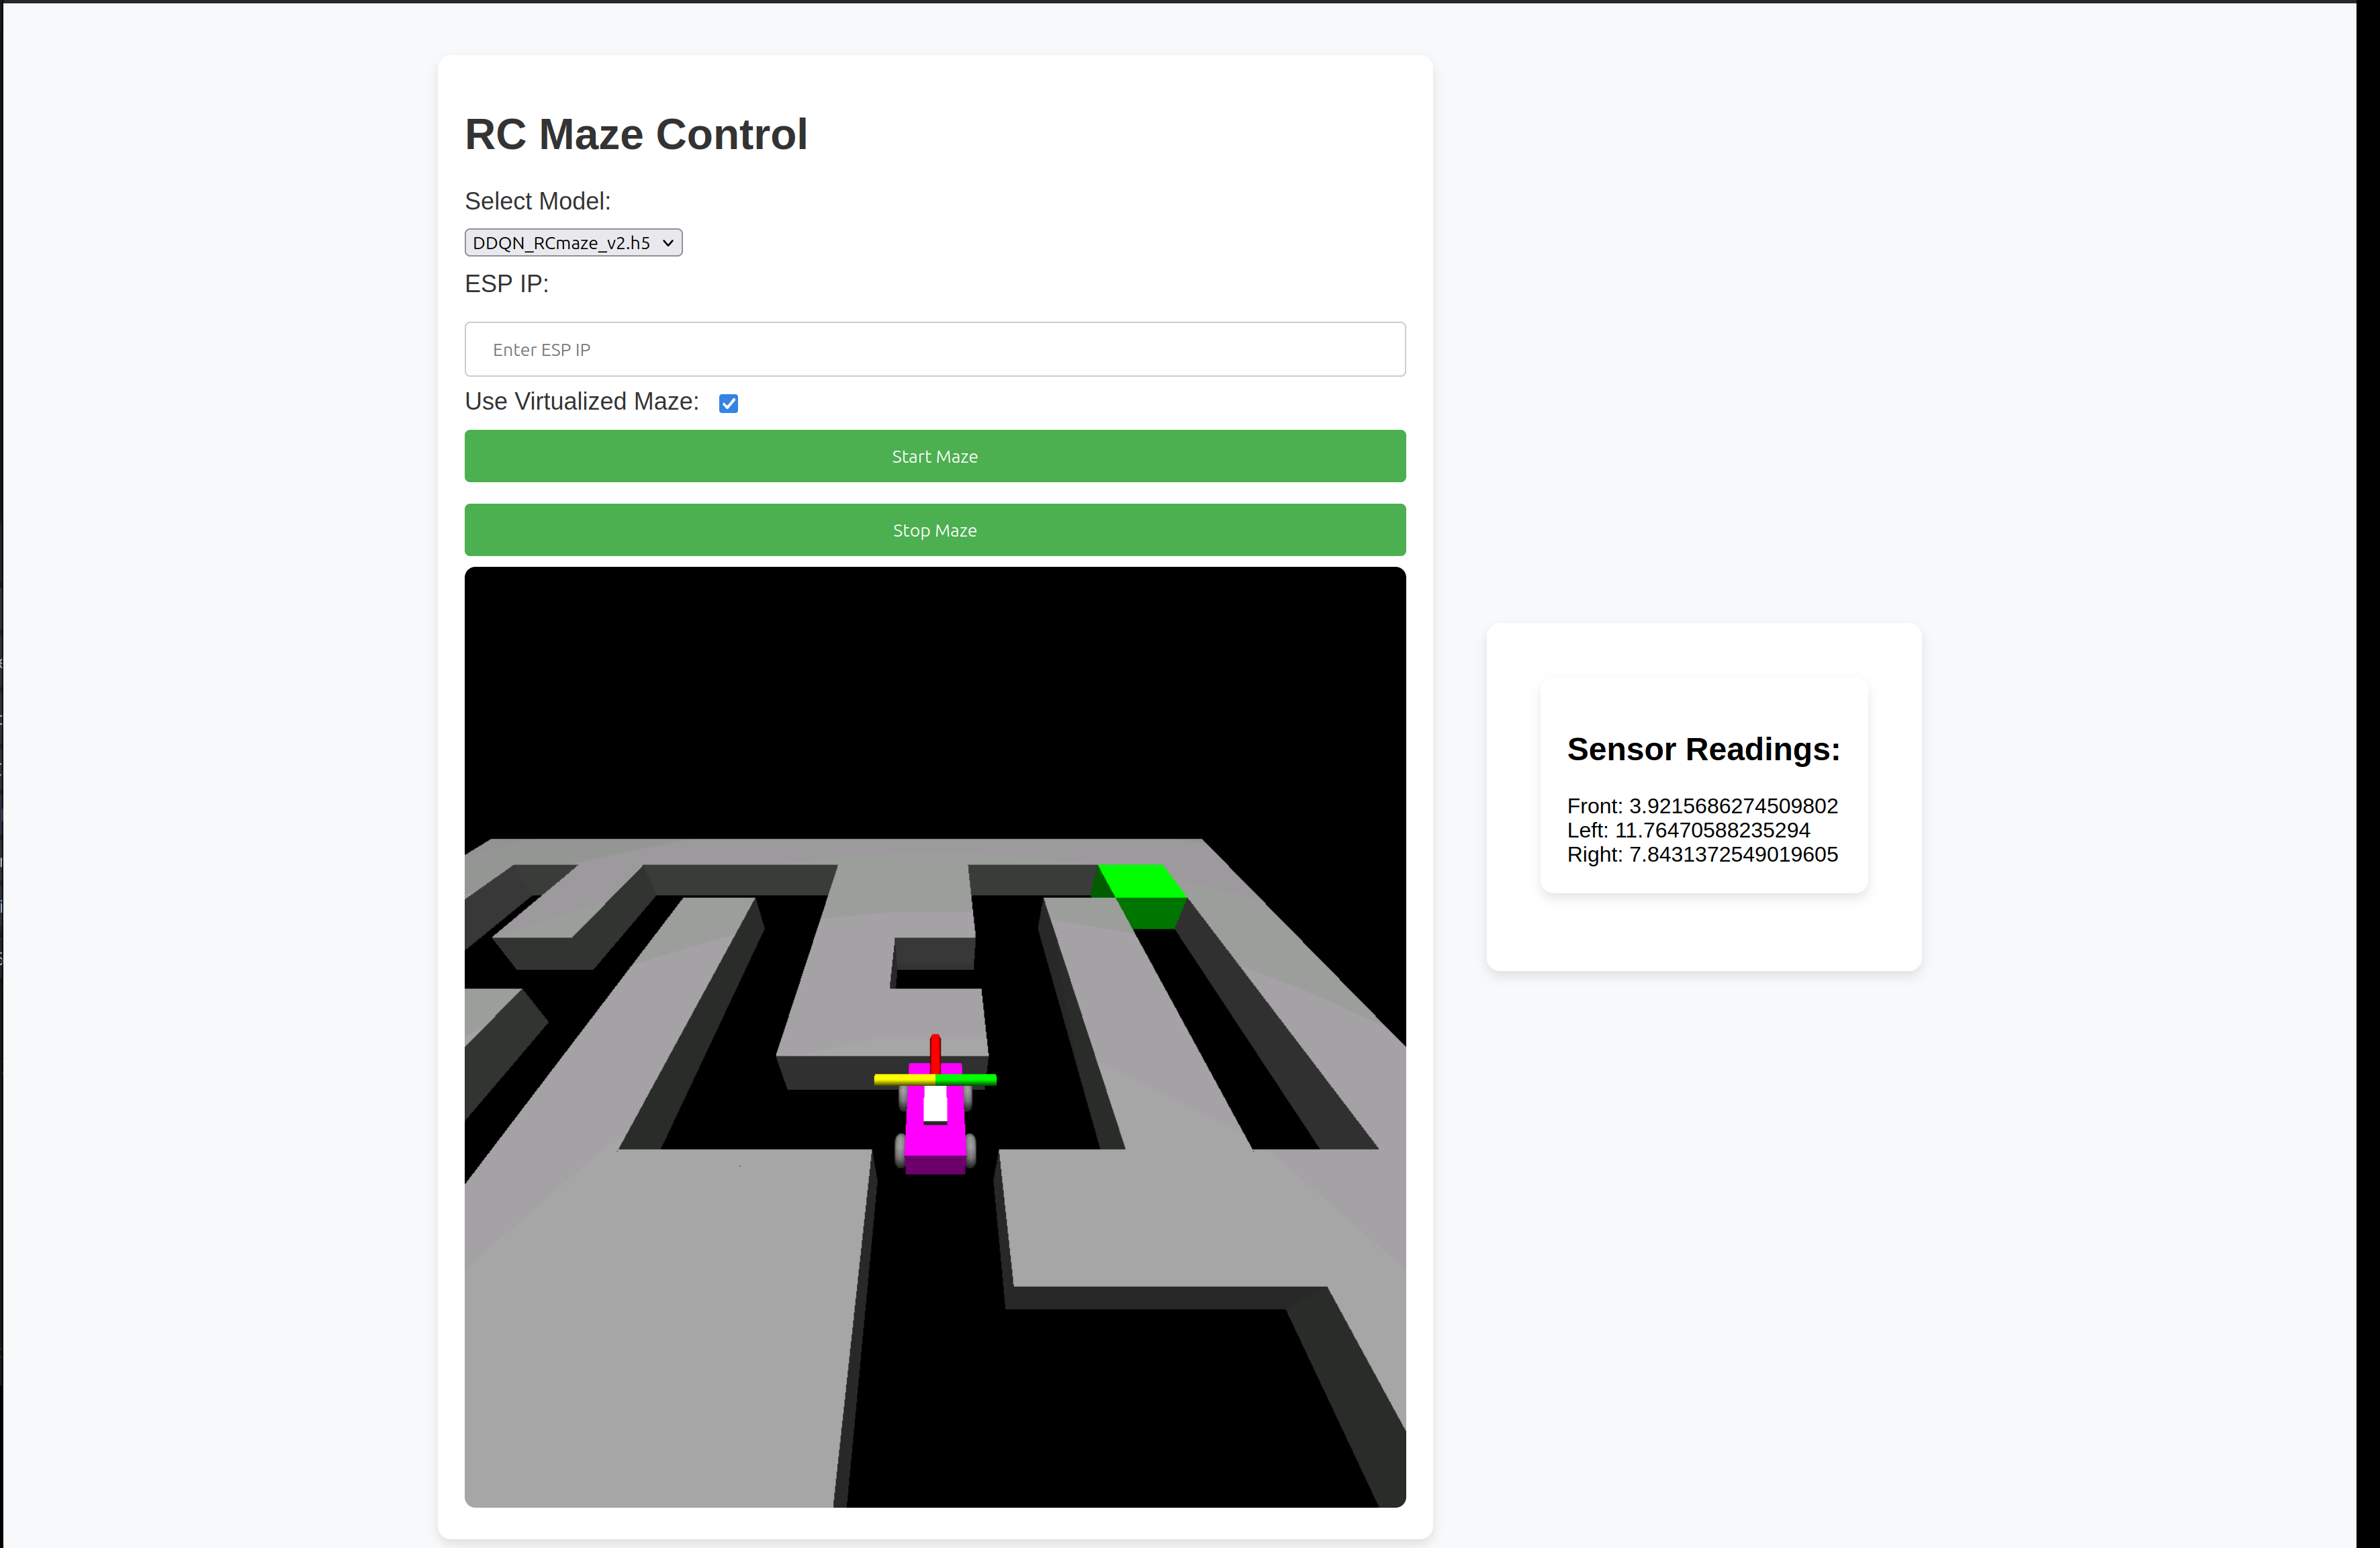 RC Maze Control
Select Model:
DDQN_RCmaze_v2.h5
ESP IP:
Enter ESP IP
Use Virtualized Maze:
Start Maze
Stop Maze
Sensor Readings:
Front: 3.9215686274509802
Left: 11.76470588235294
Right: 7.8431372549019605